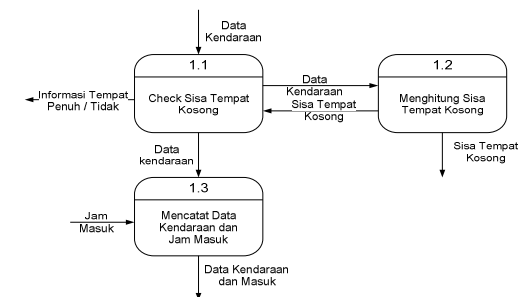 Data
Kendaraan
1.1
Check Sisa Tempat
Kosong
Informasi Tempat
Penuh / Tidak
Data
Kendaraan
Sisa Tempat
Kosong
1.2
Menghitung Sisa
Tempat Kosong
Sisa Tempat
Kosong
Data
kendaraan
1.3
Mencatat Data
Kendaraan dan
Jam Masuk
Jam
Masuk
Data Kendaraan
dan Masuk